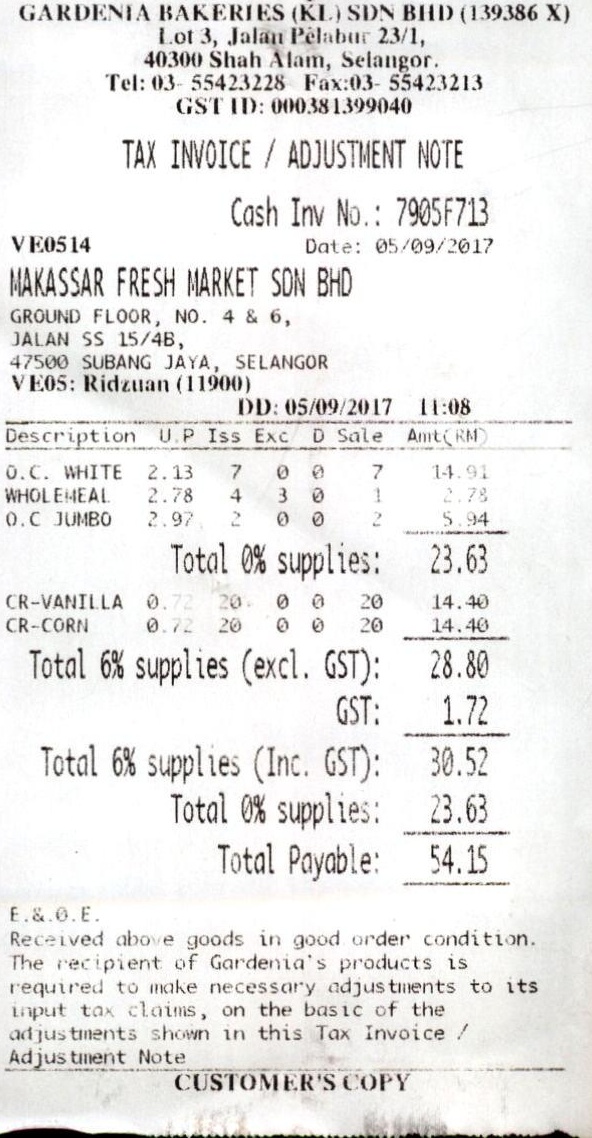 GARDENIA BAKERIES (KL) SDN BHD (139386 X)
Lot 3, Jalan Pelabur 23/1,
40300 Shah Alam, Selangor.
Tel: 03- 55423228 Fax:03- 55423213
GST ID: 000381399040
TAX INVOICE / ADJUSTMENT NOTE
Cash Inv No.: 7905F713
VE0514 Date: 05/09/2017
MAKASSAR FRESH MARKET SDN BHD
GROUND FLOOR, NO. 4 & 6,
JALAN SS 15/4B,
47500 SUBANG JAYA, SELANGOR
VE05: Ridzuan (11900)
DD: 05/09/2017 11:08
Description U.P Iss Exc D Sale Amt(RM)
O.C. WHITE 2.13 7 0 0 7 14.91
WHOLEMEAL 2.78 4 3 0 1 2.78
O.C JUMBO 2.97 2 0 0 2 5.94
Total 0% supplies: 23.63
CR-VANILLA 0.72 20 0 0 20 14.40
CR-CORN 0.72 20 0 0 20 14.40
Total 6% supplies (excl. GST): 28.80
GST: 1.72
Total 6% supplies (Inc. GST): 30.52
Total 0% supplies: 23.63
Total Payable: 54.15
E.&.O.E.
Received above goods in good order condition.
The recipient of Gardenia's products is
required to make necessary adjustments to its
input tax claims, on the basic of the
adjustments shown in this Tax Invoice /
Adjustment Note
CUSTOMER'S COPY